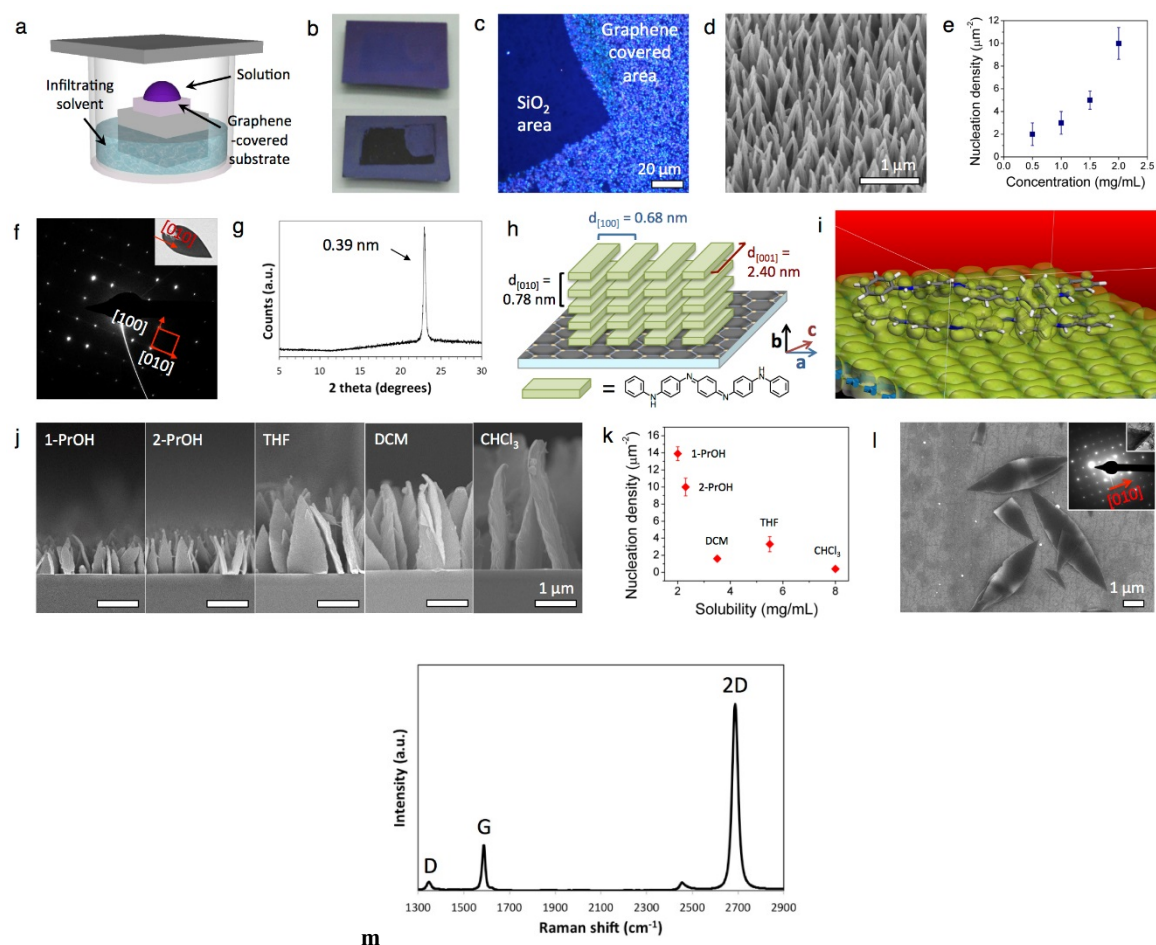 a
Solution
Infiltrating
solvent
Graphene
-covered
substrate
b
c
Graphene
covered
area
SiO2
area
20 μm
d
1 μm
e
Nucleation density (μm-2)
12
10
8
6
4
2
0
0.0 0.5 1.0 1.5 2.0 2.5
Concentration (mg/mL)
f
[010]
[100]
[010]
g
0.39 nm
Counts (a.u.)
5 10 15 20 25 30
2 theta (degrees)
h
d[100] = 0.68 nm
d[010] =
0.78 nm
d[001] =
2.40 nm
b
c
a
=
N
H
N
N
H
N
i
j
1-PrOH
2-PrOH
THF
DCM
CHCl3
1 μm
k
Nucleation density (μm-2)
16
14
12
10
8
6
4
2
0
1-PrOH
2-PrOH
DCM
THF
CHCl3
2 4 6 8
Solubility (mg/mL)
l
[010]
1 μm
Intensity (a.u.)
D
G
2D
1300 1500 1700 1900 2100 2300 2500 2700 2900
Raman shift (cm-1)
m